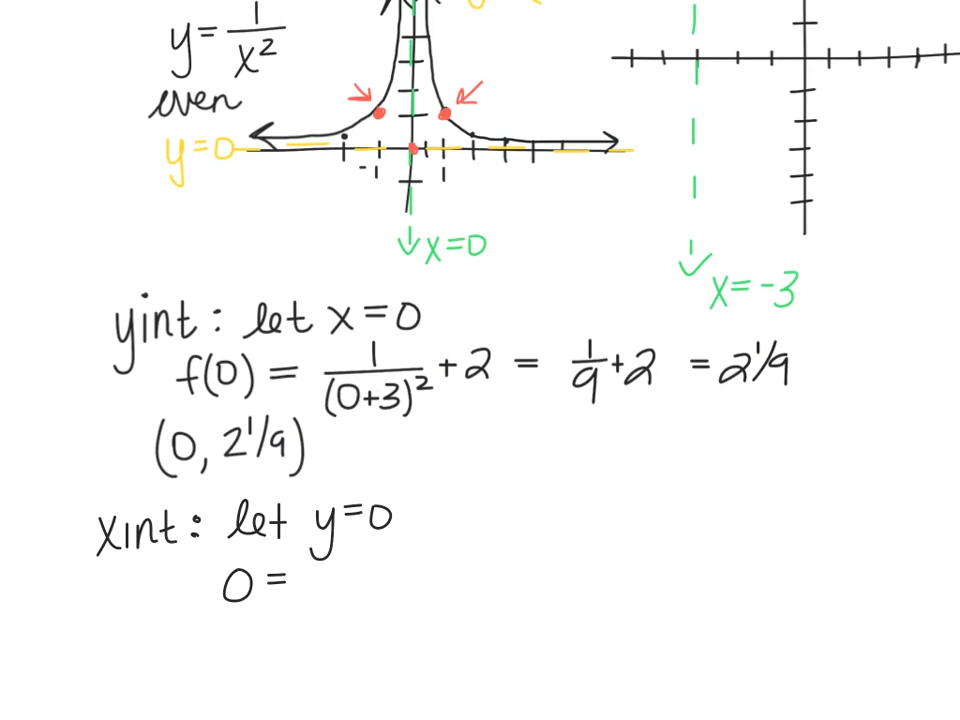 y = 1/x²
even
y=0
-1 1
x=0
x= -3
yint: let x=0
f(0) = 1/(0+3)² +2 = 1/9 +2 = 2 1/9
(0, 2 1/9)
xint: let y=0
0 =